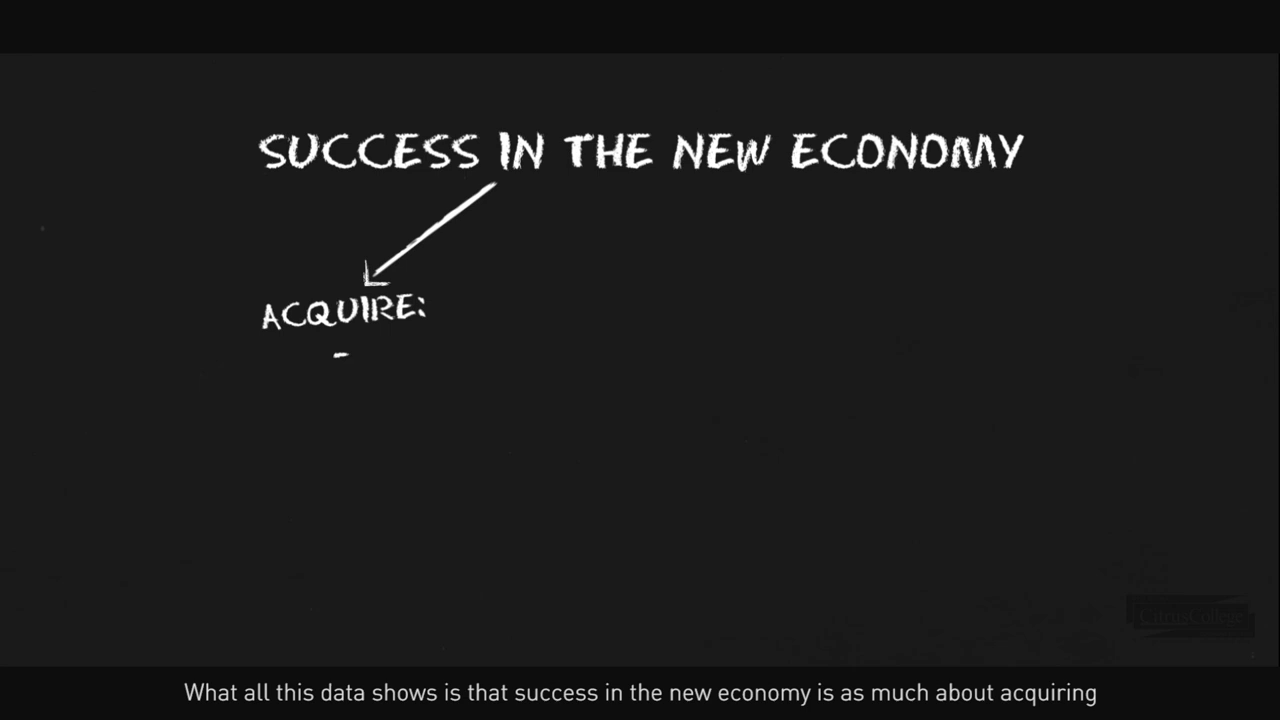 SUCCESS IN THE NEW ECONOMY
ACQUIRE:
-
CitrusCollege
What all this data shows is that success in the new economy is as much about acquiring